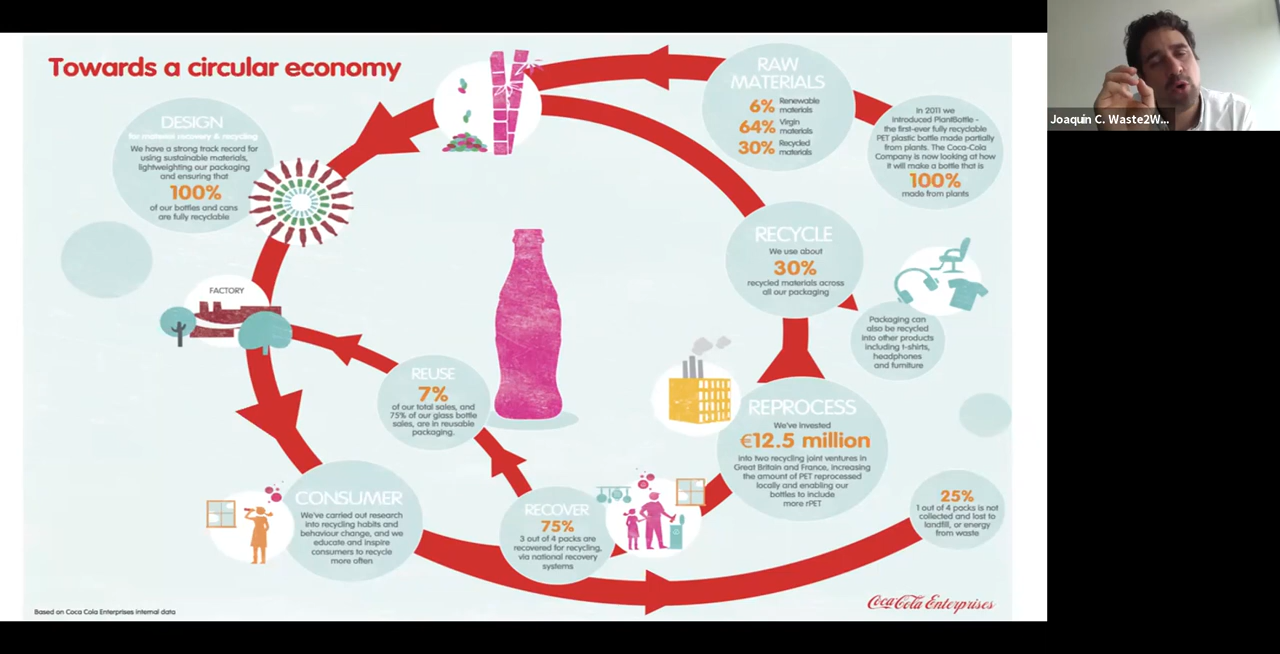 Towards a circular economy
DESIGN
for material recovery & recycling
We have a strong track record for
using sustainable materials,
lightweighting our packaging
and ensuring that
100%
of our bottles and cans
are fully recyclable
RAW
MATERIALS
6% Renewable
materials
64% Virgin
materials
30% Recycled
materials
In 2011 we
introduced PlantBottle -
the first-ever fully recyclable
PET plastic bottle made partially
from plants. The Coca-Cola
Company is now looking at how
it will make a bottle that is
100%
made from plants
RECYCLE
We use about
30%
recycled materials across
all our packaging
Packaging can
also be recycled
into other products
including t-shirts,
headphones
and furniture
FACTORY
REUSE
7%
of our total sales, and
75% of our glass bottle
sales, are in reusable
packaging.
REPROCESS
We've invested
€12.5 million
into two recycling joint ventures in
Great Britain and France, increasing
the amount of PET reprocessed
locally and enabling our
bottles to include
more rPET
CONSUMER
We've carried out research
into recycling habits and
behaviour change, and we
educate and inspire
consumers to recycle
more often
RECOVER
75%
3 out of 4 packs are
recovered for recycling,
via national recovery
systems
25%
1 out of 4 packs is not
collected and lost to
landfill, or energy
from waste
Based on Coca Cola Enterprises internal data
Coca-Cola Enterprises
Joaquin C. Waste2W...